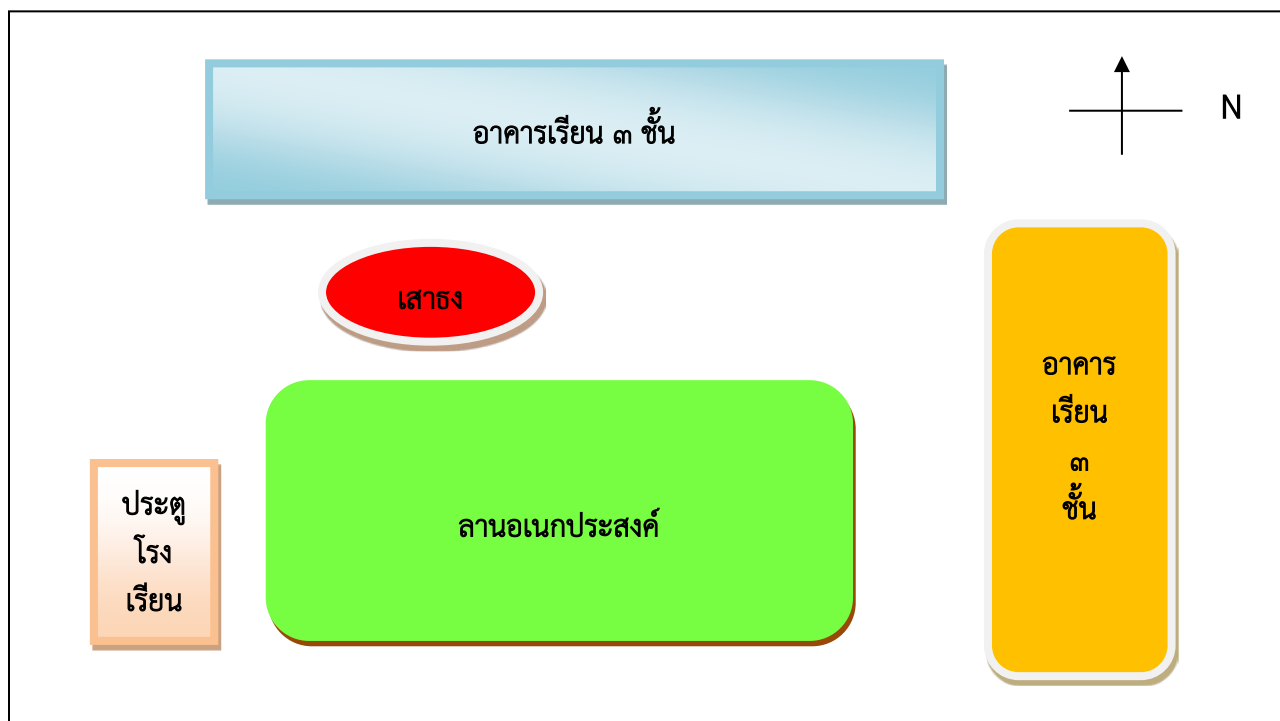 อาคารเรียน ๓ ชั้น
N
เสาธง
อาคาร
เรียน
๓
ชั้น
ประตู
โรง
เรียน
ลานอเนกประสงค์